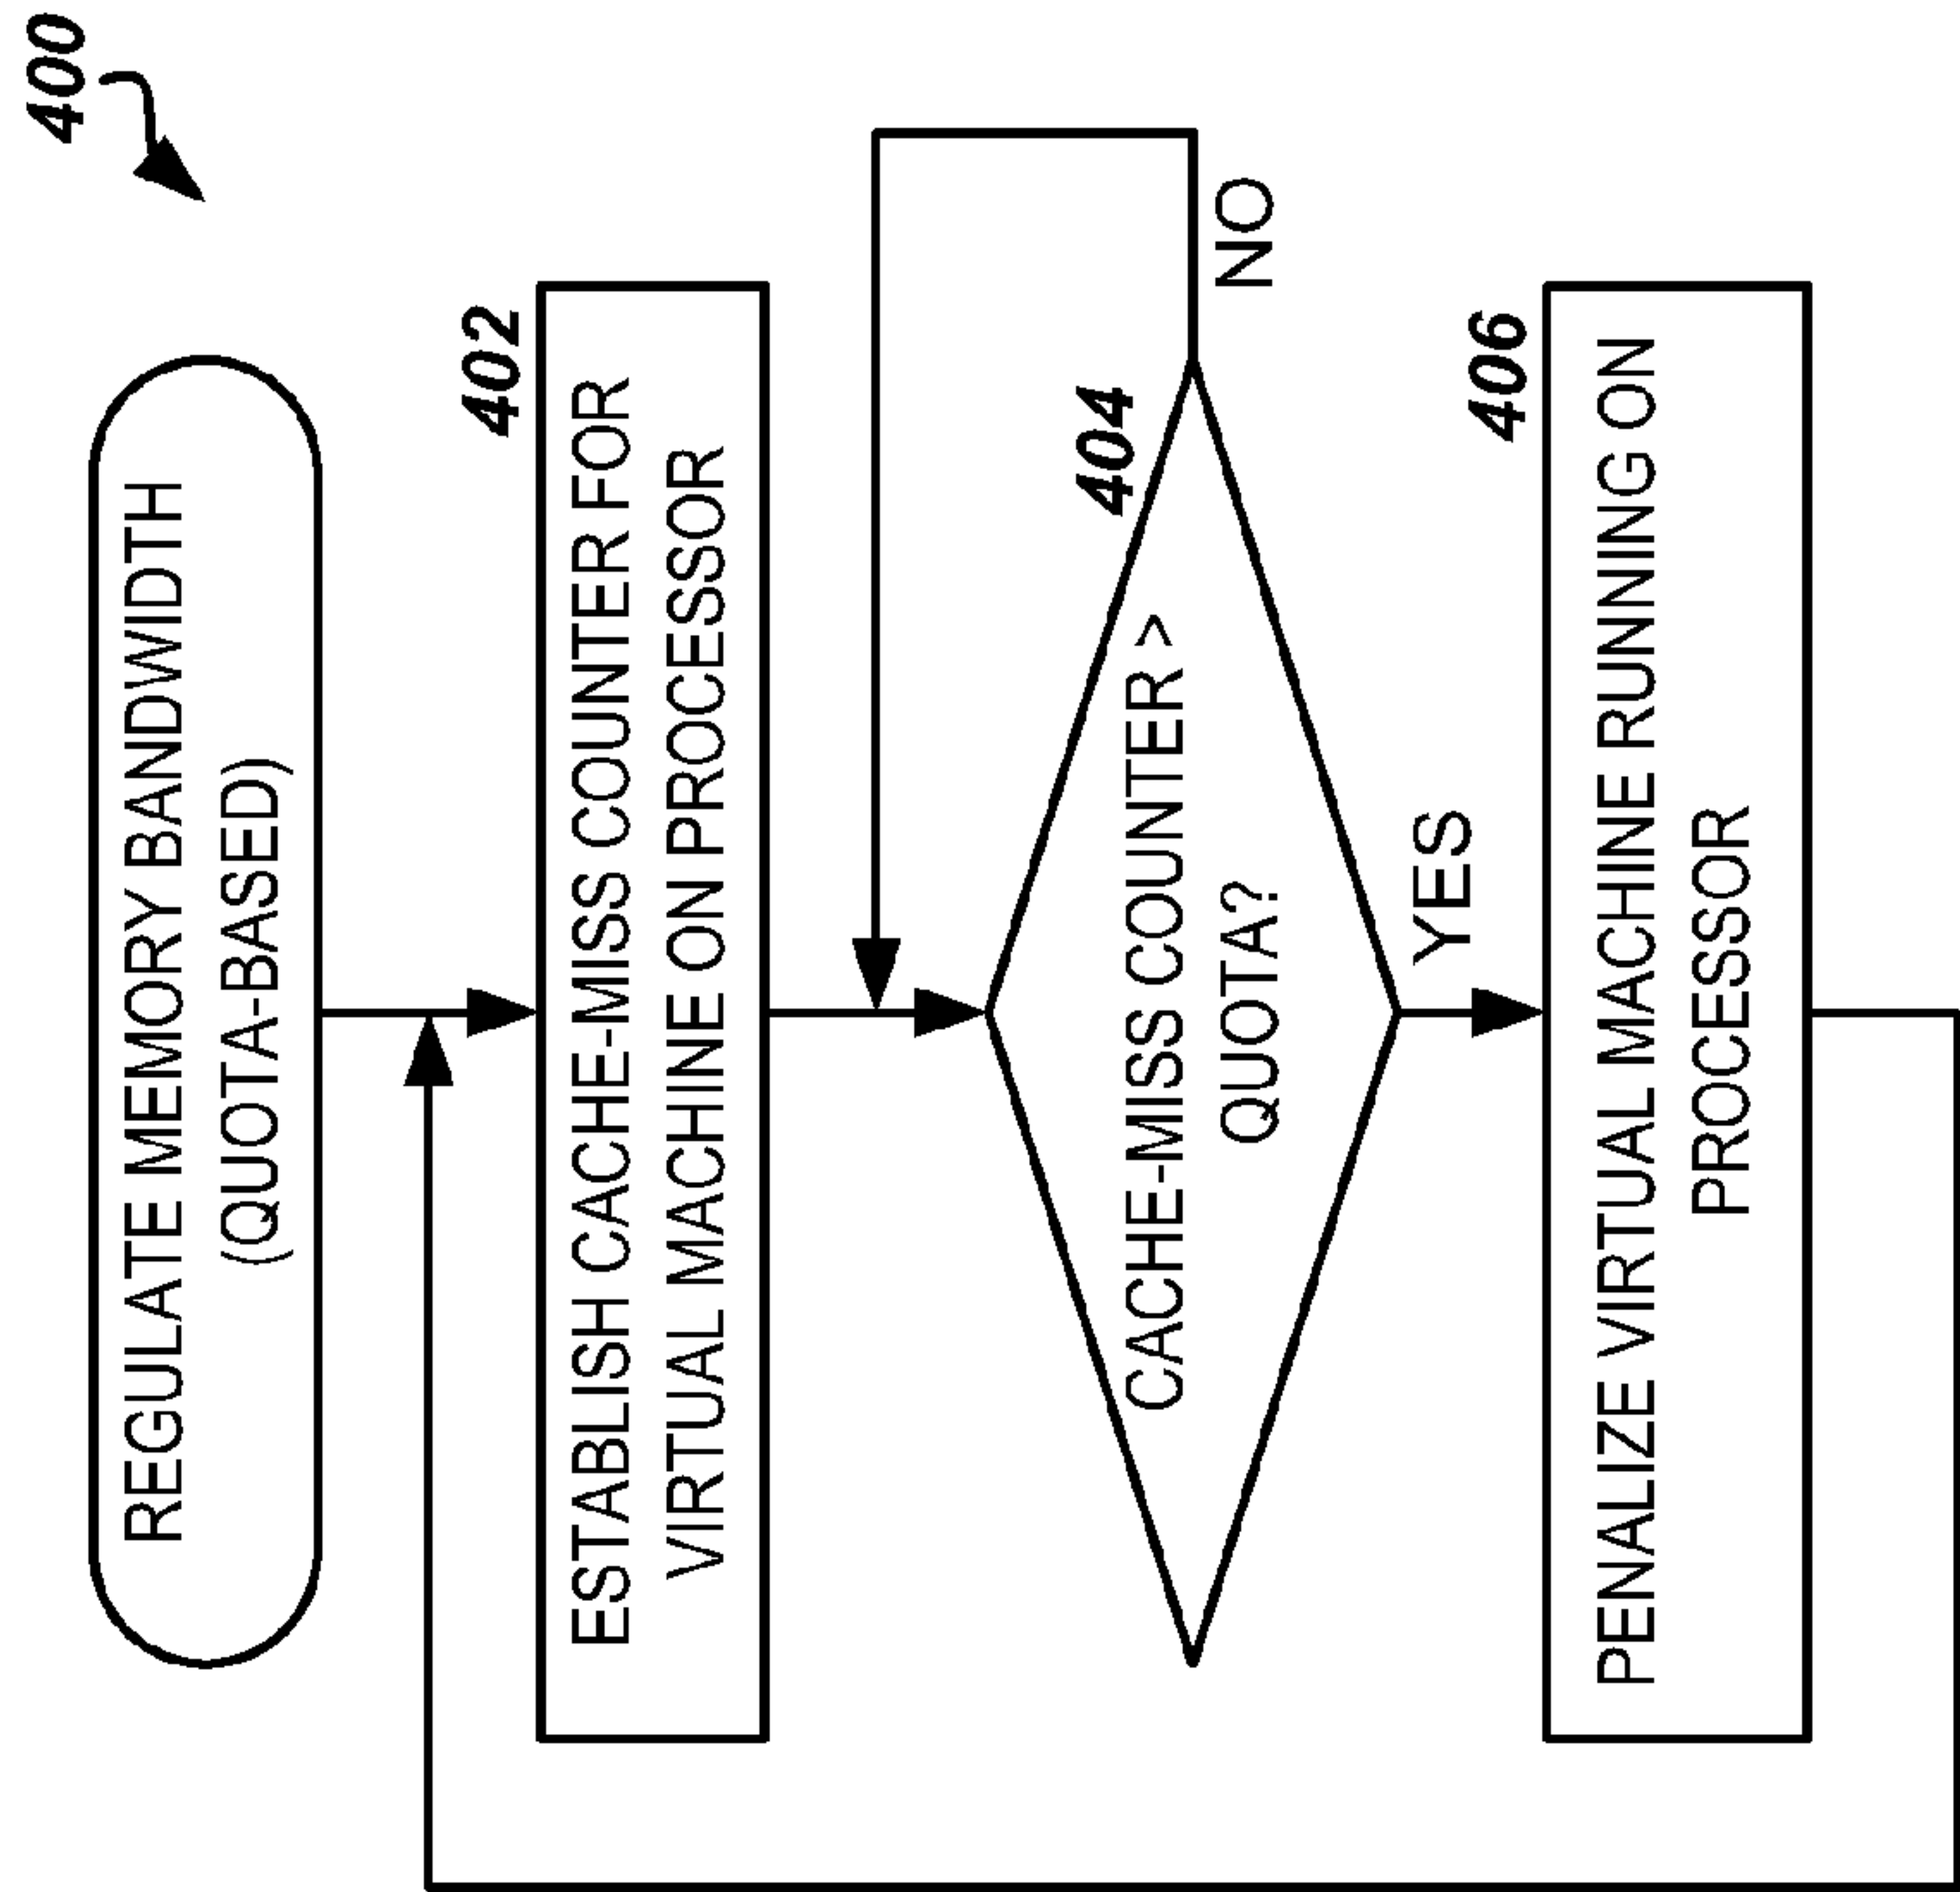 400
REGULATE MEMORY BANDWIDTH
(QUOTA-BASED)
402
ESTABLISH CACHE-MISS COUNTER FOR
VIRTUAL MACHINE ON PROCESSOR
404
CACHE-MISS COUNTER >
QUOTA?
NO
YES
406
PENALIZE VIRTUAL MACHINE RUNNING ON
PROCESSOR